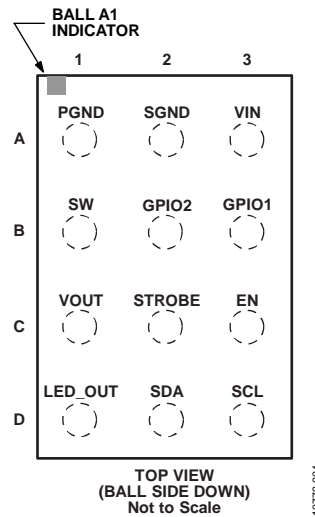 BALL A1
INDICATOR
1 2 3
PGND SGND VIN
A
SW GPIO2 GPIO1
B
VOUT STROBE EN
C
LED_OUT SDA SCL
D
TOP VIEW
(BALL SIDE DOWN)
Not to Scale